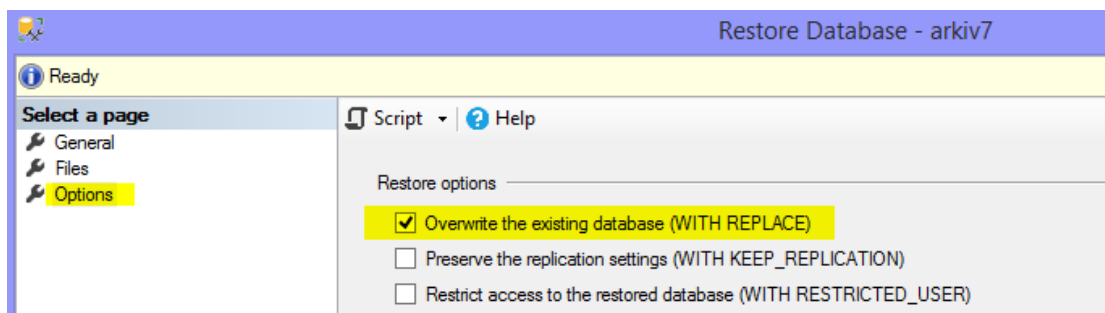 Restore Database - arkiv7
Ready
Select a page
General
Files
Options
Script Help
Restore options
Overwrite the existing database (WITH REPLACE)
Preserve the replication settings (WITH KEEP_REPLICATION)
Restrict access to the restored database (WITH RESTRICTED_USER)